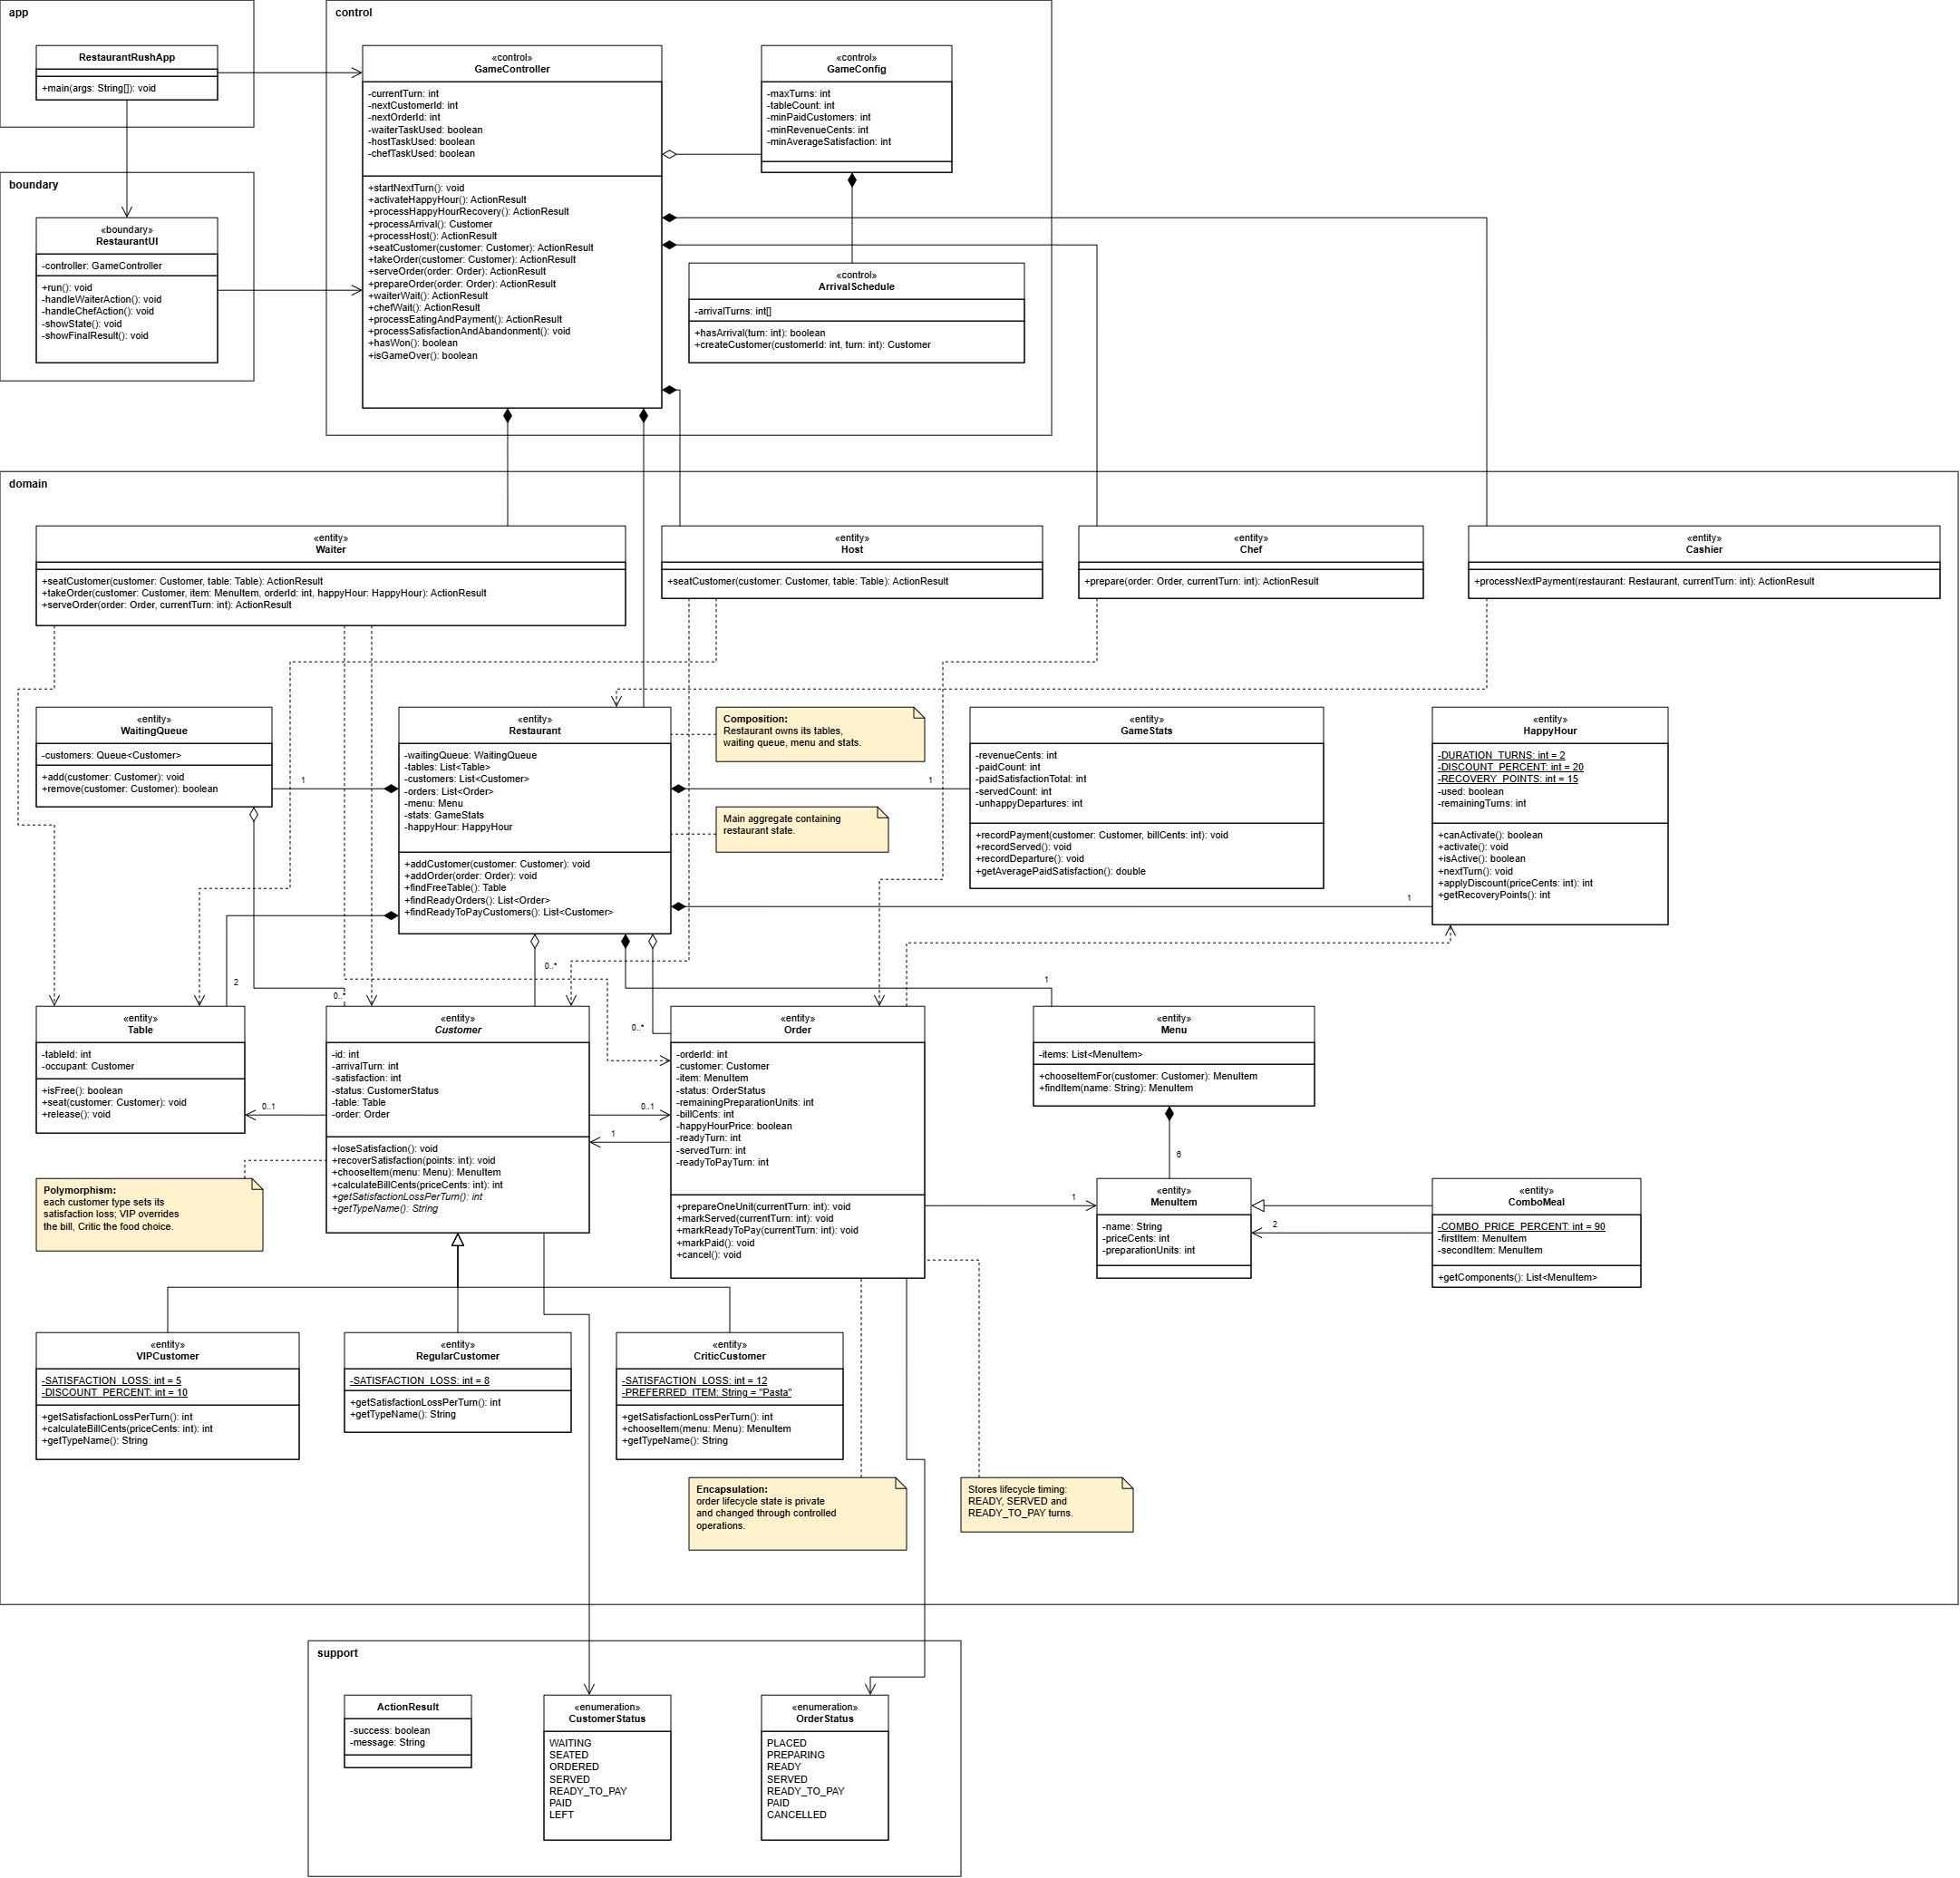 app
RestaurantRushApp
+main(args: String[]): void
control
«control»
GameController
-currentTurn: int
-nextCustomerId: int
-nextOrderId: int
-waiterTaskUsed: boolean
-hostTaskUsed: boolean
-chefTaskUsed: boolean
+startNextTurn(): void
+activateHappyHour(): ActionResult
+processHappyHourRecovery(): ActionResult
+processArrival(): Customer
+processHost(): ActionResult
+seatCustomer(customer: Customer): ActionResult
+takeOrder(customer: Customer): ActionResult
+serveOrder(order: Order): ActionResult
+prepareOrder(order: Order): ActionResult
+waiterWait(): ActionResult
+chefWait(): ActionResult
+processEatingAndPayment(): ActionResult
+processSatisfactionAndAbandonment(): void
+hasWon(): boolean
+isGameOver(): boolean
«control»
GameConfig
-maxTurns: int
-tableCount: int
-minPaidCustomers: int
-minRevenueCents: int
-minAverageSatisfaction: int
«control»
ArrivalSchedule
-arrivalTurns: int[]
+hasArrival(turn: int): boolean
+createCustomer(customerId: int, turn: int): Customer
boundary
«boundary»
RestaurantUI
-controller: GameController
+run(): void
-handleWaiterAction(): void
-handleChefAction(): void
-showState(): void
-showFinalResult(): void
domain
«entity»
Waiter
+seatCustomer(customer: Customer, table: Table): ActionResult
+takeOrder(customer: Customer, item: MenuItem, orderId: int, happyHour: HappyHour): ActionResult
+serveOrder(order: Order, currentTurn: int): ActionResult
«entity»
Host
+seatCustomer(customer: Customer, table: Table): ActionResult
«entity»
Chef
+prepare(order: Order, currentTurn: int): ActionResult
«entity»
Cashier
+processNextPayment(restaurant: Restaurant, currentTurn: int): ActionResult
«entity»
WaitingQueue
-customers: Queue<Customer>
+add(customer: Customer): void
+remove(customer: Customer): boolean
1
«entity»
Restaurant
-waitingQueue: WaitingQueue
-tables: List<Table>
-customers: List<Customer>
-orders: List<Order>
-menu: Menu
-stats: GameStats
-happyHour: HappyHour
+addCustomer(customer: Customer): void
+addOrder(order: Order): void
+findFreeTable(): Table
+findReadyOrders(): List<Order>
+findReadyToPayCustomers(): List<Customer>
Composition:
Restaurant owns its tables,
waiting queue, menu and stats.
Main aggregate containing
restaurant state.
1
«entity»
GameStats
-revenueCents: int
-paidCount: int
-paidSatisfactionTotal: int
-servedCount: int
-unhappyDepartures: int
+recordPayment(customer: Customer, billCents: int): void
+recordServed(): void
+recordDeparture(): void
+getAveragePaidSatisfaction(): double
1
«entity»
HappyHour
-DURATION_TURNS: int = 2
-DISCOUNT_PERCENT: int = 20
-RECOVERY_POINTS: int = 15
-used: boolean
-remainingTurns: int
+canActivate(): boolean
+activate(): void
+isActive(): boolean
+nextTurn(): void
+applyDiscount(priceCents: int): int
+getRecoveryPoints(): int
2
0..*
0..*
0..*
1
«entity»
Table
-tableId: int
-occupant: Customer
+isFree(): boolean
+seat(customer: Customer): void
+release(): void
0..1
«entity»
Customer
-id: int
-arrivalTurn: int
-satisfaction: int
-status: CustomerStatus
-table: Table
-order: Order
+loseSatisfaction(): void
+recoverSatisfaction(points: int): void
+chooseItem(menu: Menu): MenuItem
+calculateBillCents(priceCents: int): int
+getSatisfactionLossPerTurn(): int
+getTypeName(): String
0..1
1
«entity»
Order
-orderId: int
-customer: Customer
-item: MenuItem
-status: OrderStatus
-remainingPreparationUnits: int
-billCents: int
-happyHourPrice: boolean
-readyTurn: int
-servedTurn: int
-readyToPayTurn: int
+prepareOneUnit(currentTurn: int): void
+markServed(currentTurn: int): void
+markReadyToPay(currentTurn: int): void
+markPaid(): void
+cancel(): void
«entity»
Menu
-items: List<MenuItem>
+chooseItemFor(customer: Customer): MenuItem
+findItem(name: String): MenuItem
6
1
«entity»
MenuItem
-name: String
-priceCents: int
-preparationUnits: int
2
«entity»
ComboMeal
-COMBO_PRICE_PERCENT: int = 90
-firstItem: MenuItem
-secondItem: MenuItem
+getComponents(): List<MenuItem>
Polymorphism:
each customer type sets its
satisfaction loss; VIP overrides
the bill, Critic the food choice.
«entity»
VIPCustomer
-SATISFACTION_LOSS: int = 5
-DISCOUNT_PERCENT: int = 10
+getSatisfactionLossPerTurn(): int
+calculateBillCents(priceCents: int): int
+getTypeName(): String
«entity»
RegularCustomer
-SATISFACTION_LOSS: int = 8
+getSatisfactionLossPerTurn(): int
+getTypeName(): String
«entity»
CriticCustomer
-SATISFACTION_LOSS: int = 12
-PREFERRED_ITEM: String = "Pasta"
+getSatisfactionLossPerTurn(): int
+chooseItem(menu: Menu): MenuItem
+getTypeName(): String
Encapsulation:
order lifecycle state is private
and changed through controlled
operations.
Stores lifecycle timing:
READY, SERVED and
READY_TO_PAY turns.
support
ActionResult
-success: boolean
-message: String
«enumeration»
CustomerStatus
WAITING
SEATED
ORDERED
SERVED
READY_TO_PAY
PAID
LEFT
«enumeration»
OrderStatus
PLACED
PREPARING
READY
SERVED
READY_TO_PAY
PAID
CANCELLED